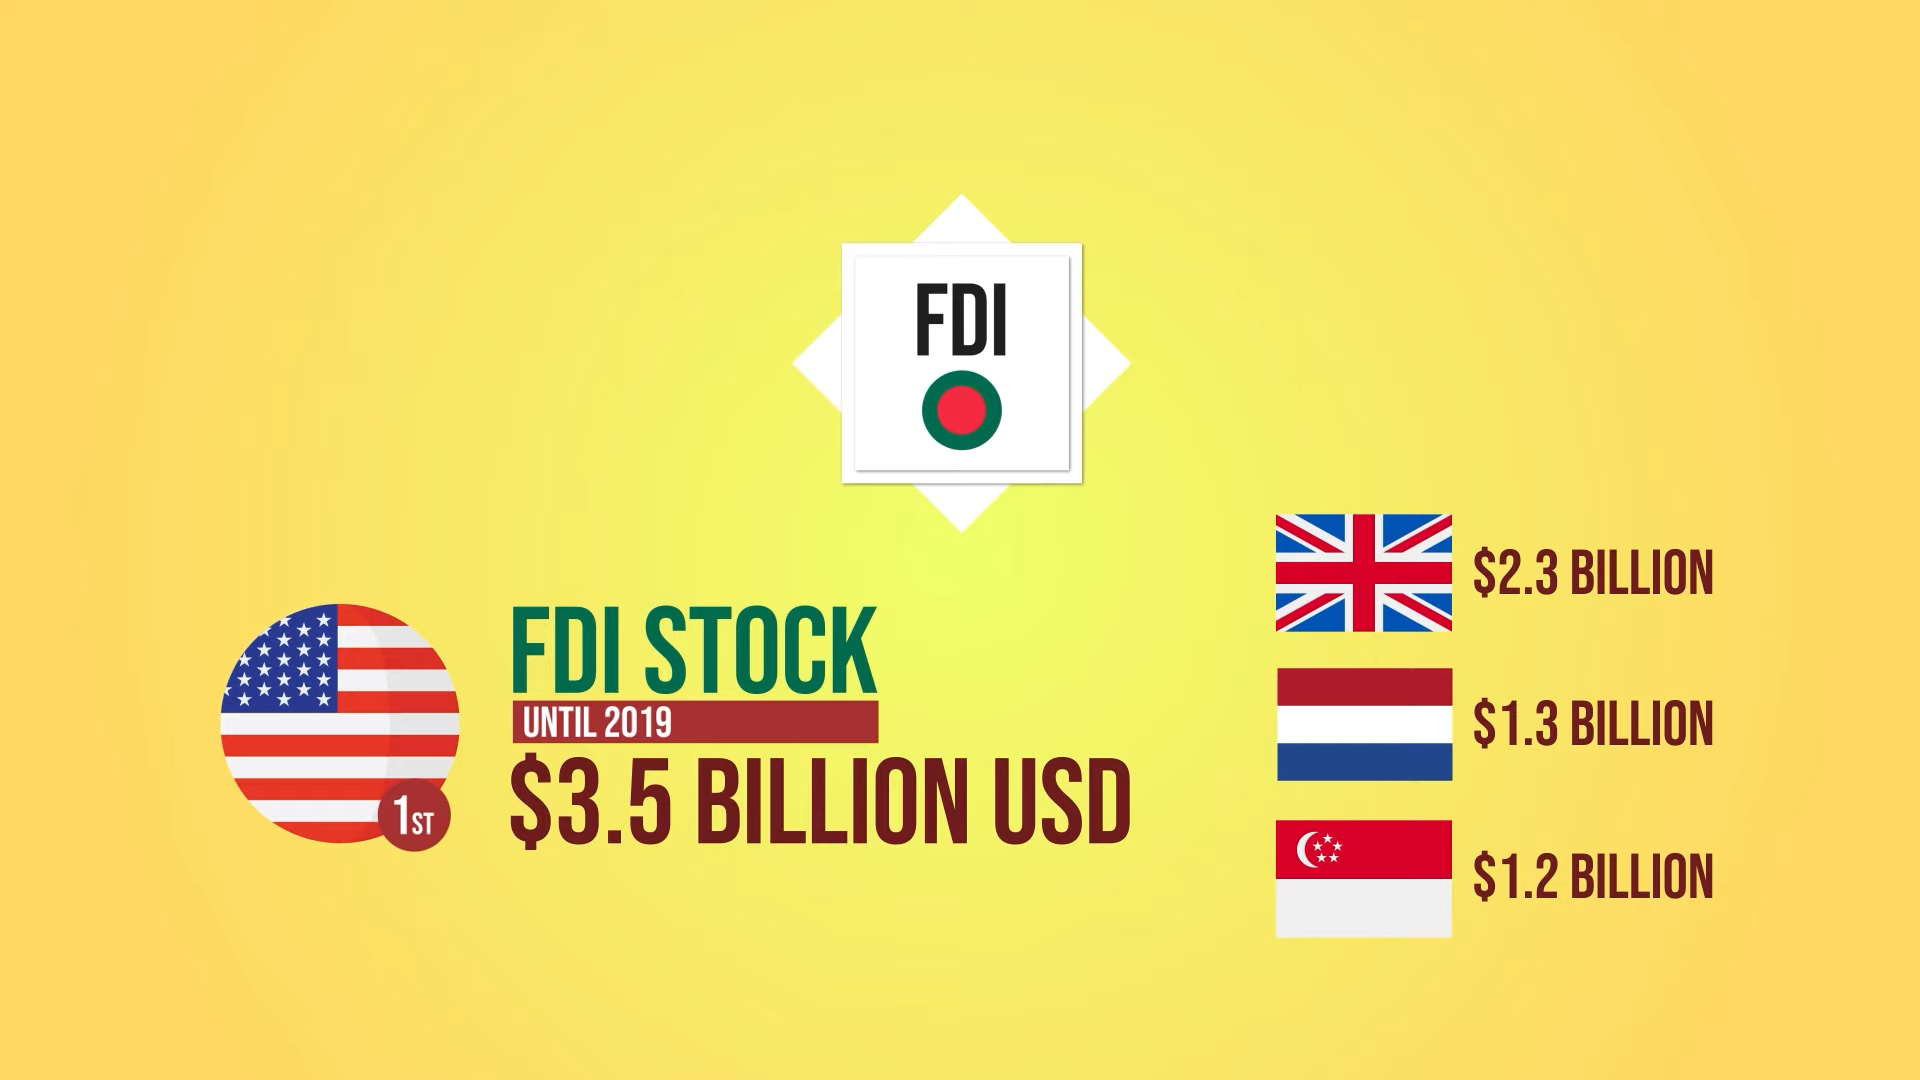 FDI
FDI STOCK
UNTIL 2019
$3.5 BILLION USD
1ST
$2.3 BILLION
$1.3 BILLION
$1.2 BILLION